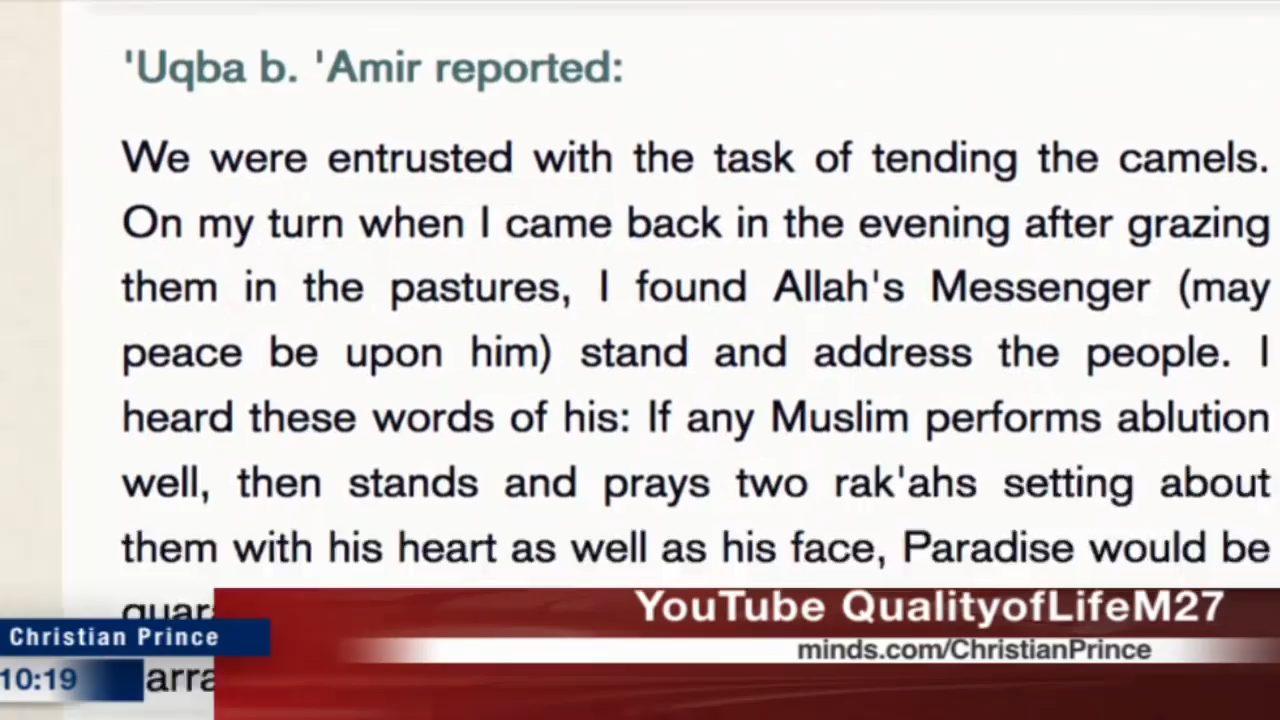 'Uqba b. 'Amir reported:
We were entrusted with the task of tending the camels.
On my turn when I came back in the evening after grazing
them in the pastures, I found Allah's Messenger (may
peace be upon him) stand and address the people. I
heard these words of his: If any Muslim performs ablution
well, then stands and prays two rak'ahs setting about
them with his heart as well as his face, Paradise would be
YouTube QualityofLifeM27
Christian Prince
minds.com/ChristianPrince
10:19